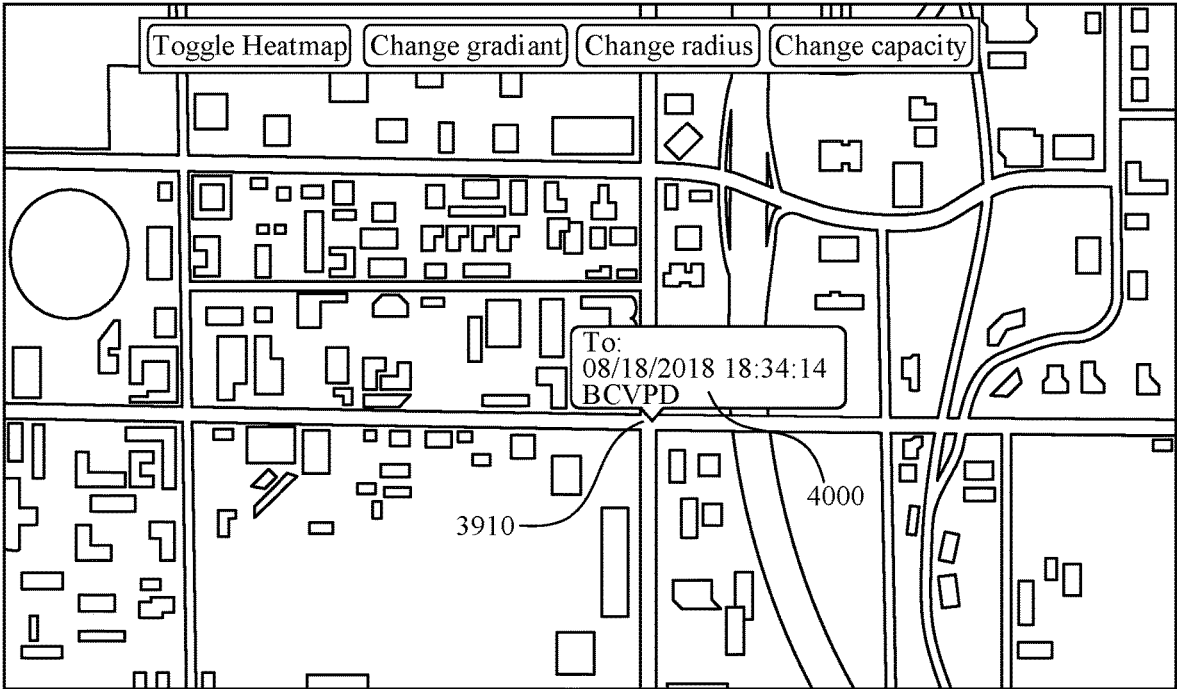 Toggle Heatmap Change gradiant Change radius Change capacity
To:
08/18/2018 18:34:14
BCVPD
4000
3910